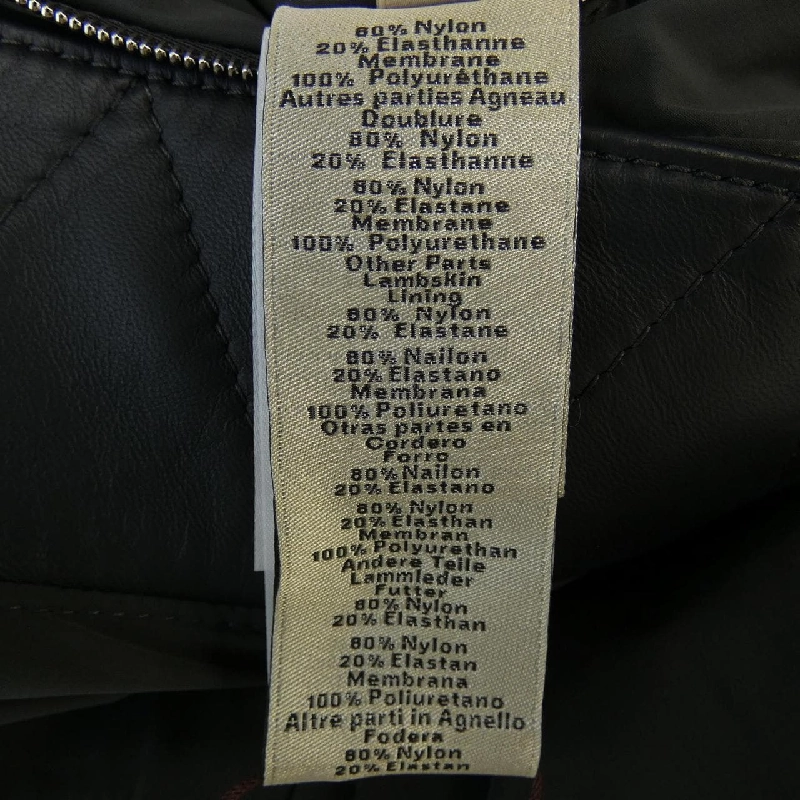 80% Nylon
20% Elasthanne
Membrane
100% Polyuréthane
Autres parties Agneau
Doublure
80% Nylon
20% Elasthanne
80% Nylon
20% Elastane
Membrane
100% Polyurethane
Other Parts
Lambskin
Lining
80% Nylon
20% Elastane
80% Nailon
20% Elastano
Membrana
100% Poliuretano
Otras partes en
Cordero
Forro
80% Nailon
20% Elastano
80% Nylon
20% Elasthan
Membran
100% Polyurethan
Andere Teile
Lammleder
Futter
80% Nylon
20% Elasthan
80% Nylon
20% Elastan
Membrana
100% Poliuretano
Altre parti in Agnello
Fodera
80% Nylon
20% Elastan